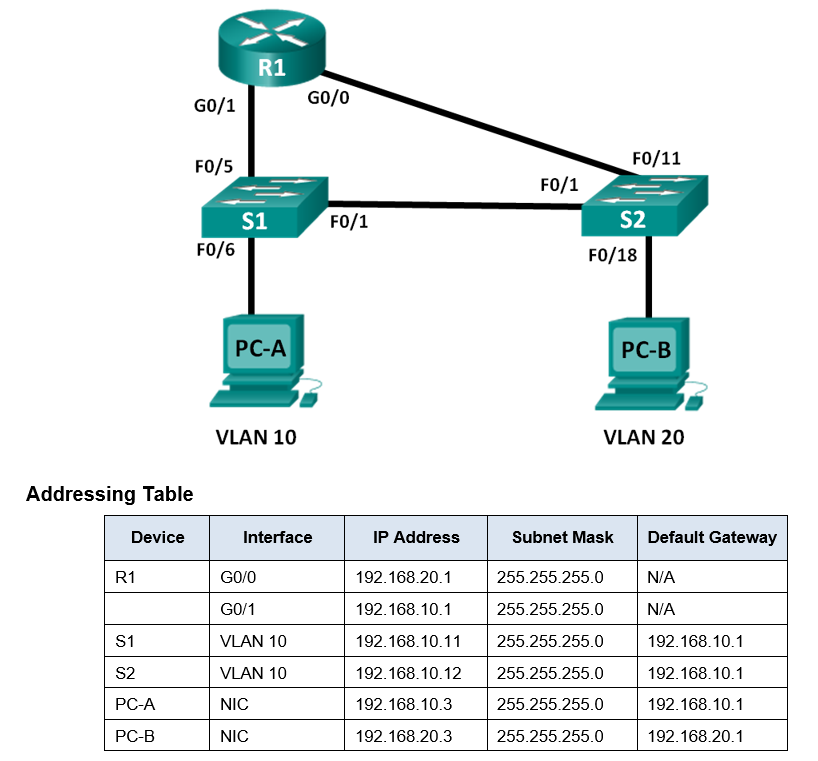 R1
G0/1
G0/0
F0/5
F0/11
F0/1
S1
F0/1
S2
F0/6
F0/18
PC-A
PC-B
VLAN 10
VLAN 20
Addressing Table
Device Interface IP Address Subnet Mask Default Gateway
R1 G0/0 192.168.20.1 255.255.255.0 N/A
G0/1 192.168.10.1 255.255.255.0 N/A
S1 VLAN 10 192.168.10.11 255.255.255.0 192.168.10.1
S2 VLAN 10 192.168.10.12 255.255.255.0 192.168.10.1
PC-A NIC 192.168.10.3 255.255.255.0 192.168.10.1
PC-B NIC 192.168.20.3 255.255.255.0 192.168.20.1